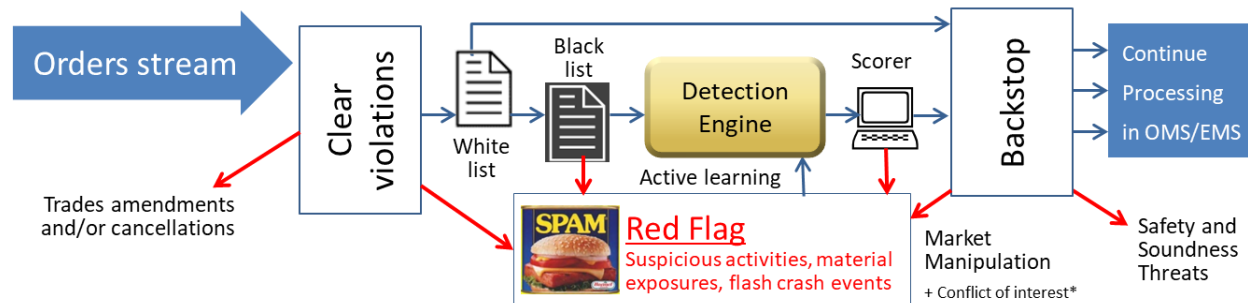 Orders stream
Clear
violations
White
list
Black
list
Detection
Engine
Scorer
Backstop
Continue
Processing
in OMS/EMS
Trades amendments
and/or cancellations
Active learning
SPAM
Red Flag
Suspicious activities, material
exposures, flash crash events
Market
Manipulation
+ Conflict of interest*
Safety and
Soundness
Threats